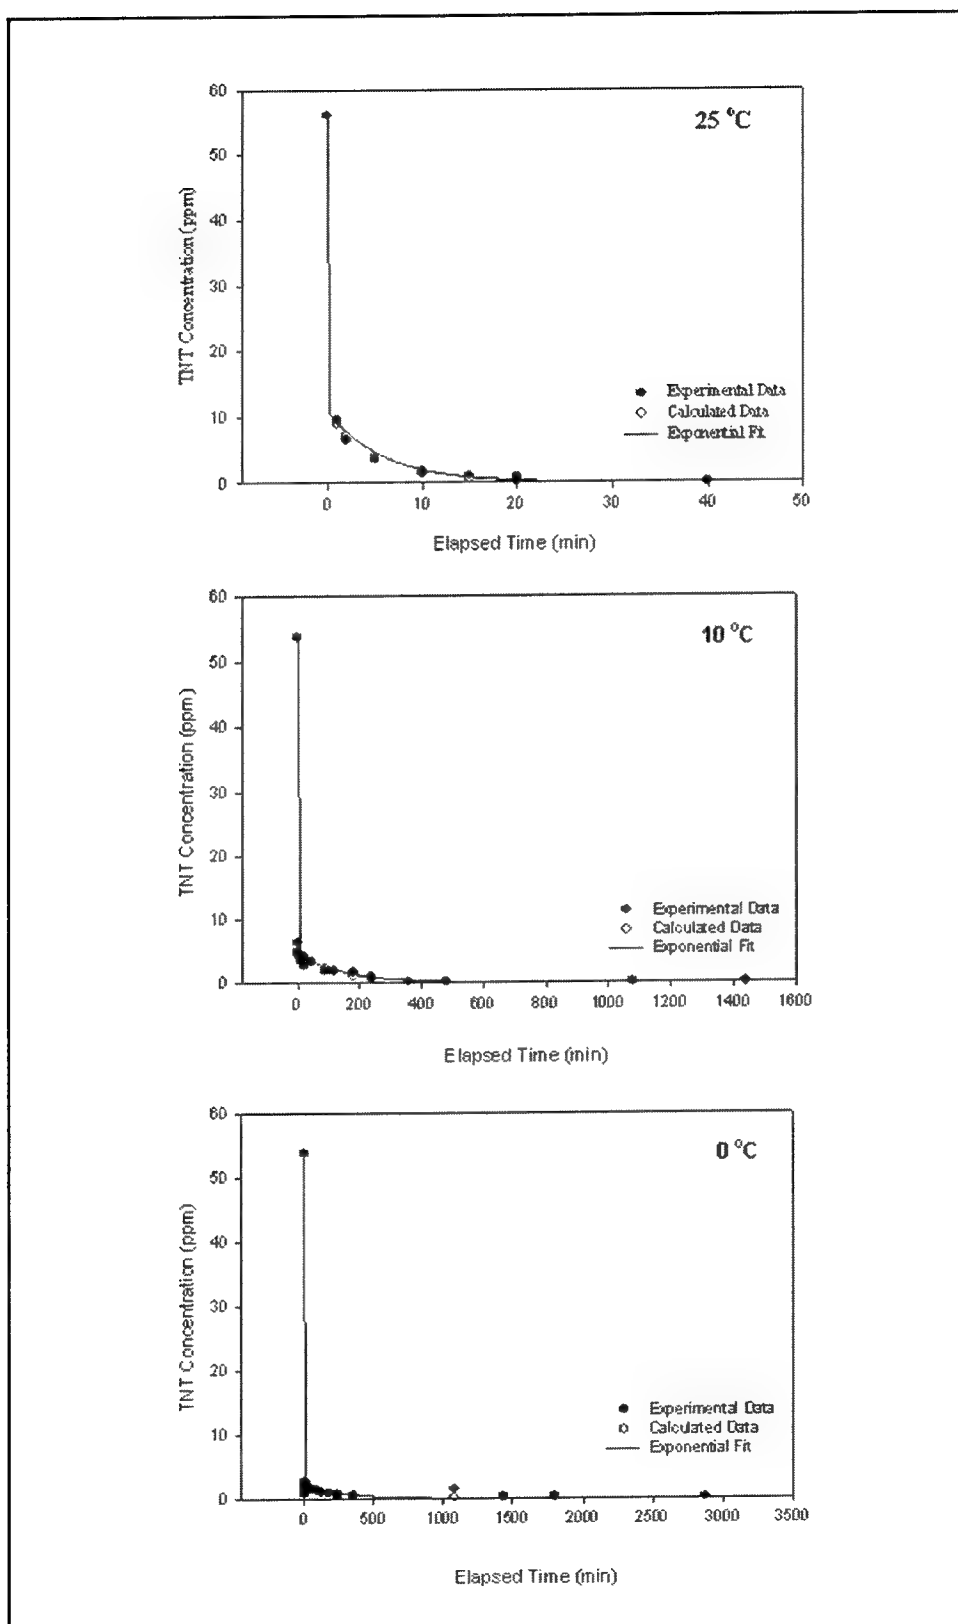 60
25 °C
50
40
30
20
10
0
TNT Concentration (ppm)
Experimental Data
Calculated Data
Exponential Fit
0 10 20 30 40 50
Elapsed Time (min)
60
10 °C
50
40
30
20
10
0
TNT Concentration (ppm)
Experimental Data
Calculated Data
Exponential Fit
0 200 400 600 800 1000 1200 1400 1600
Elapsed Time (min)
60
0 °C
50
40
30
20
10
0
TNT Concentration (ppm)
Experimental Data
Calculated Data
Exponential Fit
0 500 1000 1500 2000 2500 3000 3500
Elapsed Time (min)